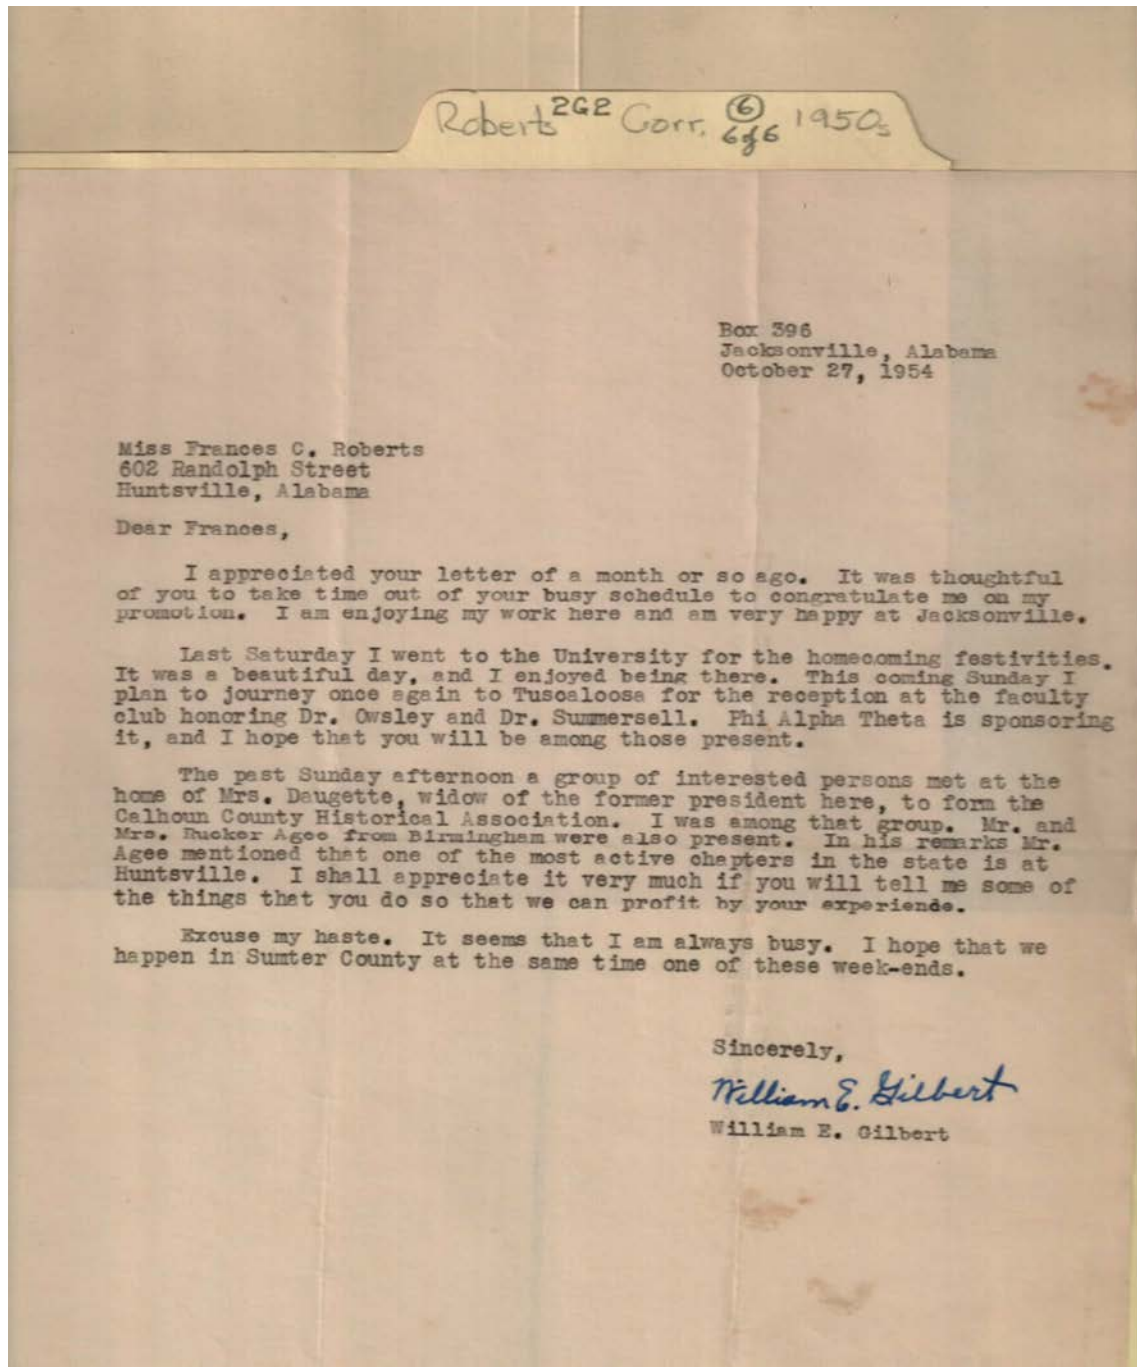 Roberts 2G2 Corr. 6 6 of 6 1950s
Box 396
Jacksonville, Alabama
October 27, 1954
Miss Frances C. Roberts
602 Randolph Street
Huntsville, Alabama
Dear Frances,
I appreciated your letter of a month or so ago. It was thoughtful
of you to take time out of your busy schedule to congratulate me on my
promotion. I am enjoying my work here and am very happy at Jacksonville.
Last Saturday I went to the University for the homecoming festivities.
It was a beautiful day, and I enjoyed being there. This coming Sunday I
plan to journey once again to Tuscaloosa for the reception at the faculty
club honoring Dr. Owsley and Dr. Summersell. Phi Alpha Theta is sponsoring
it, and I hope that you will be among those present.
The past Sunday afternoon a group of interested persons met at the
home of Mrs. Daugette, widow of the former president here, to form the
Calhoun County Historical Association. I was among that group. Mr. and
Mrs. Rucker Agee from Birmingham were also present. In his remarks Mr.
Agee mentioned that one of the most active chapters in the state is at
Huntsville. I shall appreciate it very much if you will tell me some of
the things that you do so that we can profit by your experiende.
Excuse my haste. It seems that I am always busy. I hope that we
happen in Sumter County at the same time one of these week-ends.
Sincerely,
William E. Gilbert
William E. Gilbert